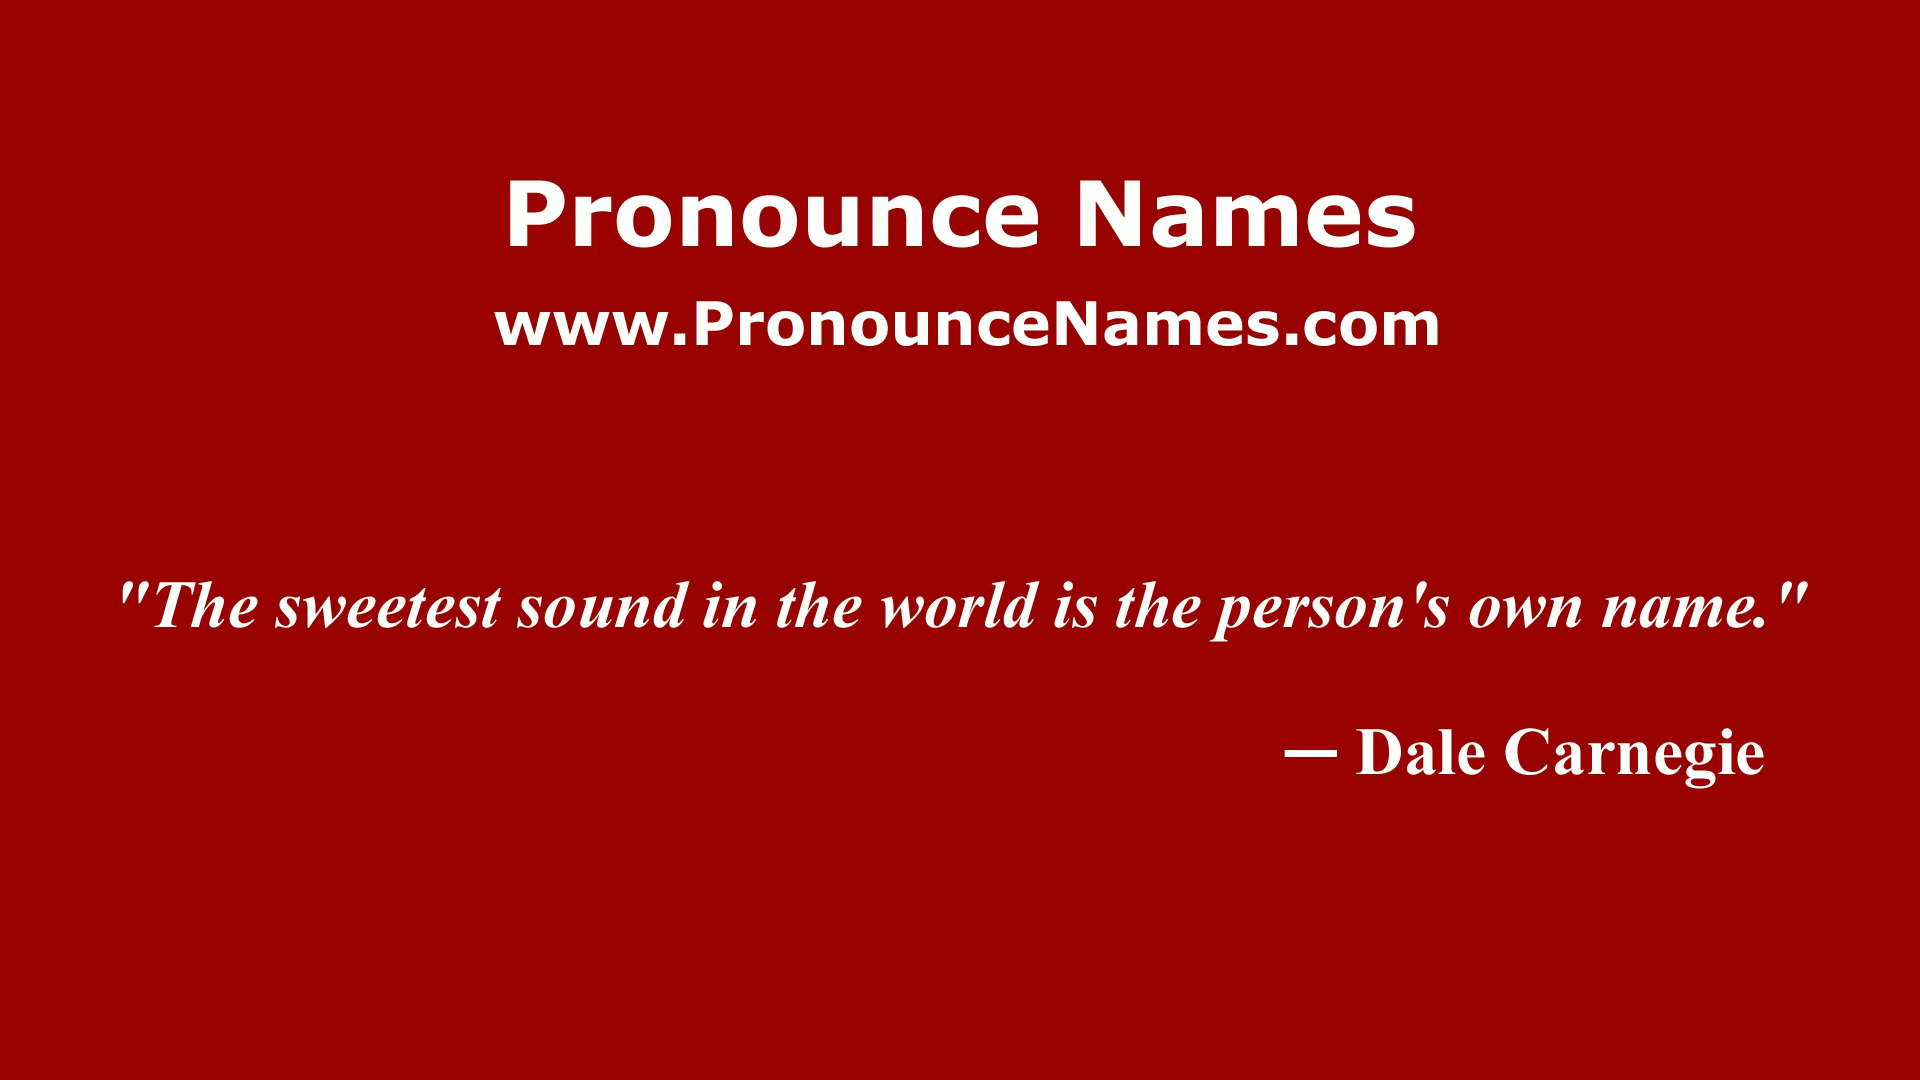 Pronounce Names
www.PronounceNames.com
"The sweetest sound in the world is the person's own name."
— Dale Carnegie